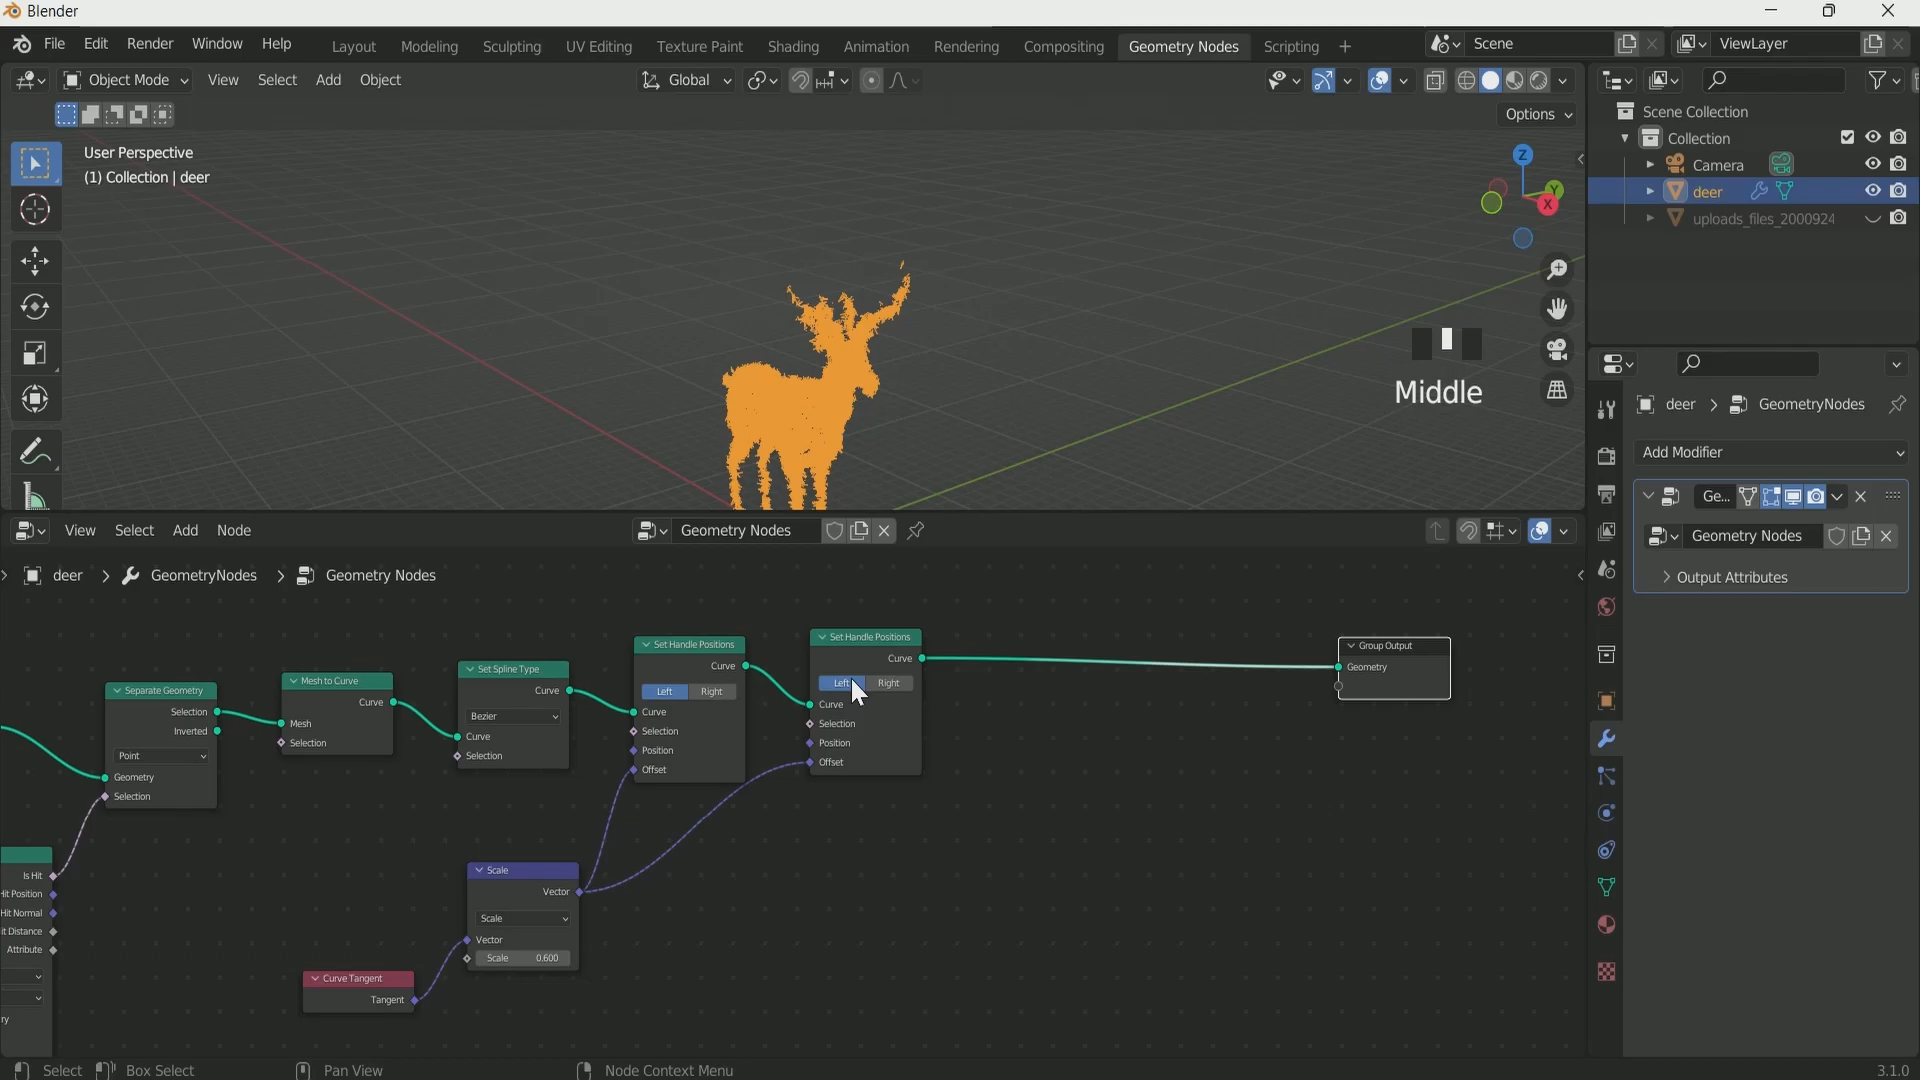 Blender
File Edit Render Window Help Layout Modeling Sculpting UV Editing Texture Paint Shading Animation Rendering Compositing Geometry Nodes Scripting + Scene ViewLayer
Object Mode View Select Add Object Global
Options
User Perspective
(1) Collection | deer
Z
Y
X
Middle
Scene Collection
Collection
Camera
deer
uploads_files_2000924
deer > GeometryNodes
Add Modifier
Ge...
Geometry Nodes
Output Attributes
View Select Add Node Geometry Nodes
deer > GeometryNodes > Geometry Nodes
Separate Geometry
Selection
Inverted
Point
Geometry
Selection
Mesh to Curve
Curve
Mesh
Selection
Set Spline Type
Curve
Bezier
Curve
Selection
Set Handle Positions
Curve
Left Right
Curve
Selection
Position
Offset
Set Handle Positions
Curve
Left Right
Curve
Selection
Position
Offset
Group Output
Geometry
Is Hit
Hit Position
Hit Normal
it Distance
Attribute
ry
Scale
Vector
Scale
Vector
Scale 0.600
Curve Tangent
Tangent
Select Box Select Pan View Node Context Menu 3.1.0